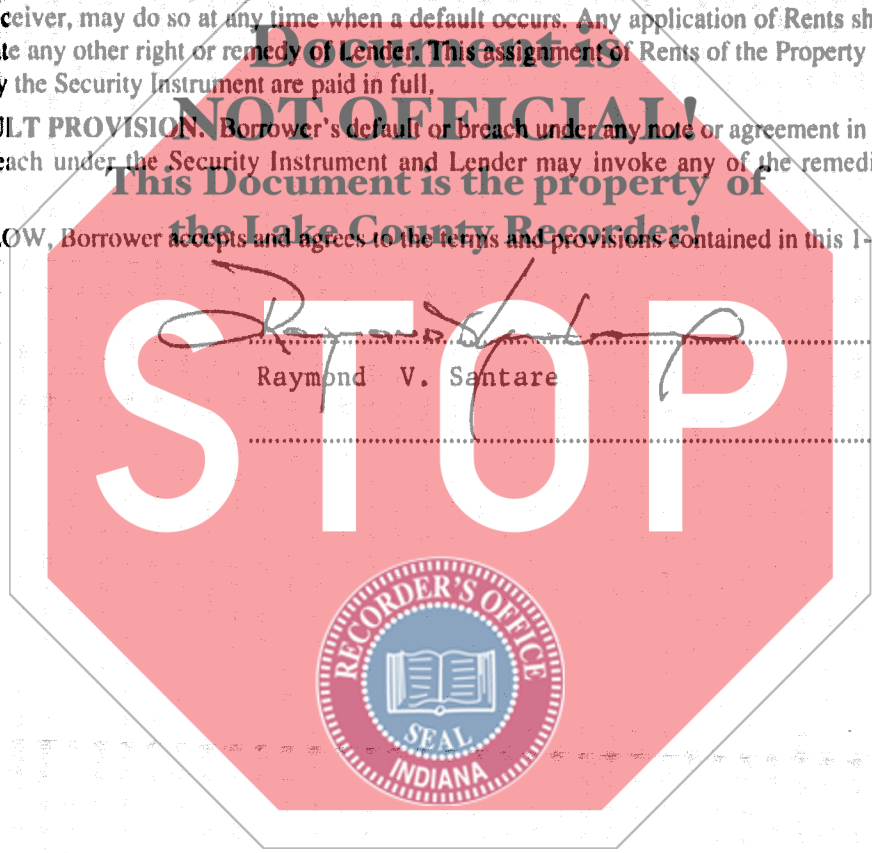 ceiver, may do so at any time when a default occurs. Any application of Rents sh
te any other right or remedy of Lender. This assignment of Rents of the Property
y the Security Instrument are paid in full.
Document is
NOT OFFICIAL!
This Document is the property of
the Lake County Recorder!
ULT PROVISION. Borrower's default or breach under any note or agreement in
each under the Security Instrument and Lender may invoke any of the remedi
OW, Borrower accepts and agrees to the terms and provisions contained in this 1-
Raymond V. Santare
STOP
RECORDER'S OFFICE
SEAL
INDIANA